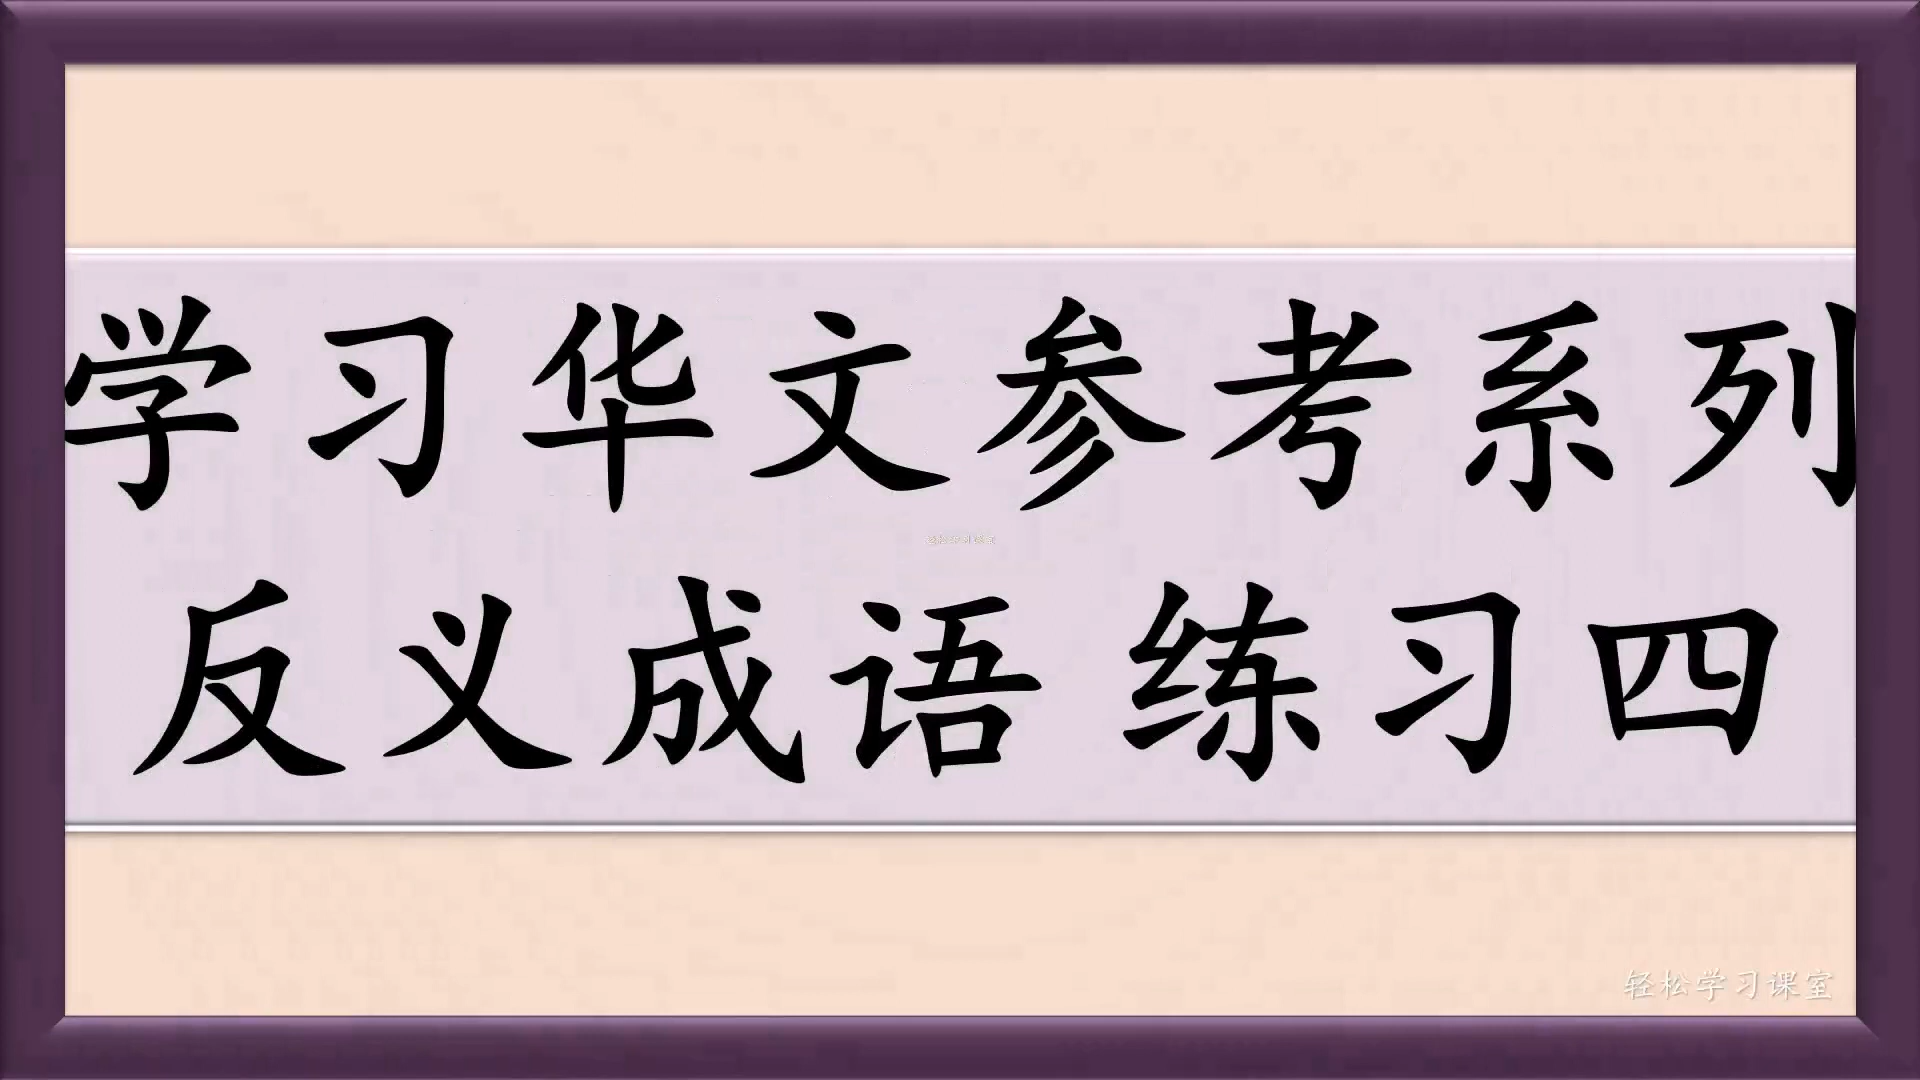 学习华文参考系列
反义成语 练习四
轻松学习课室